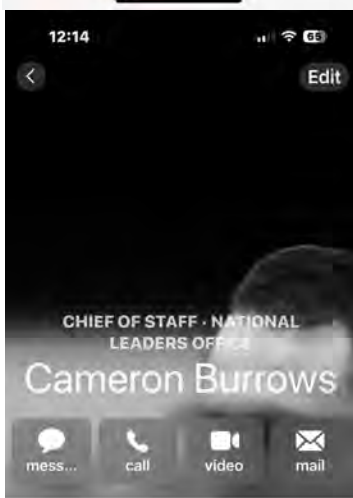 12:14
65
Edit
CHIEF OF STAFF · NATIONAL
LEADERS OFFICE
Cameron Burrows
mess...
call
video
mail